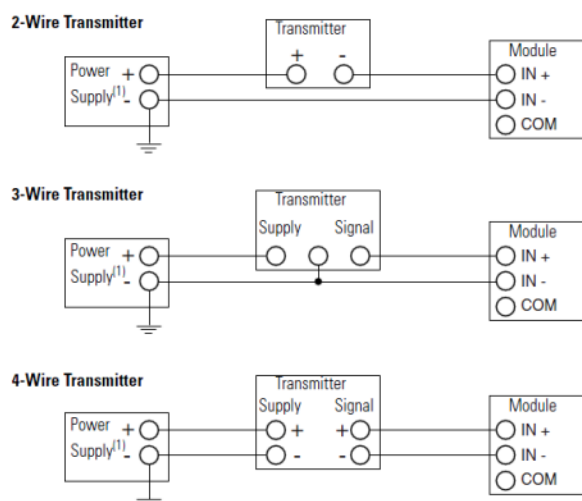 2-Wire Transmitter
Transmitter
+ -
Power +
Supply(1) -
Module
IN +
IN -
COM
3-Wire Transmitter
Transmitter
Supply Signal
Power +
Supply(1) -
Module
IN +
IN -
COM
4-Wire Transmitter
Transmitter
Supply Signal
+ +
- -
Power +
Supply(1) -
Module
IN +
IN -
COM